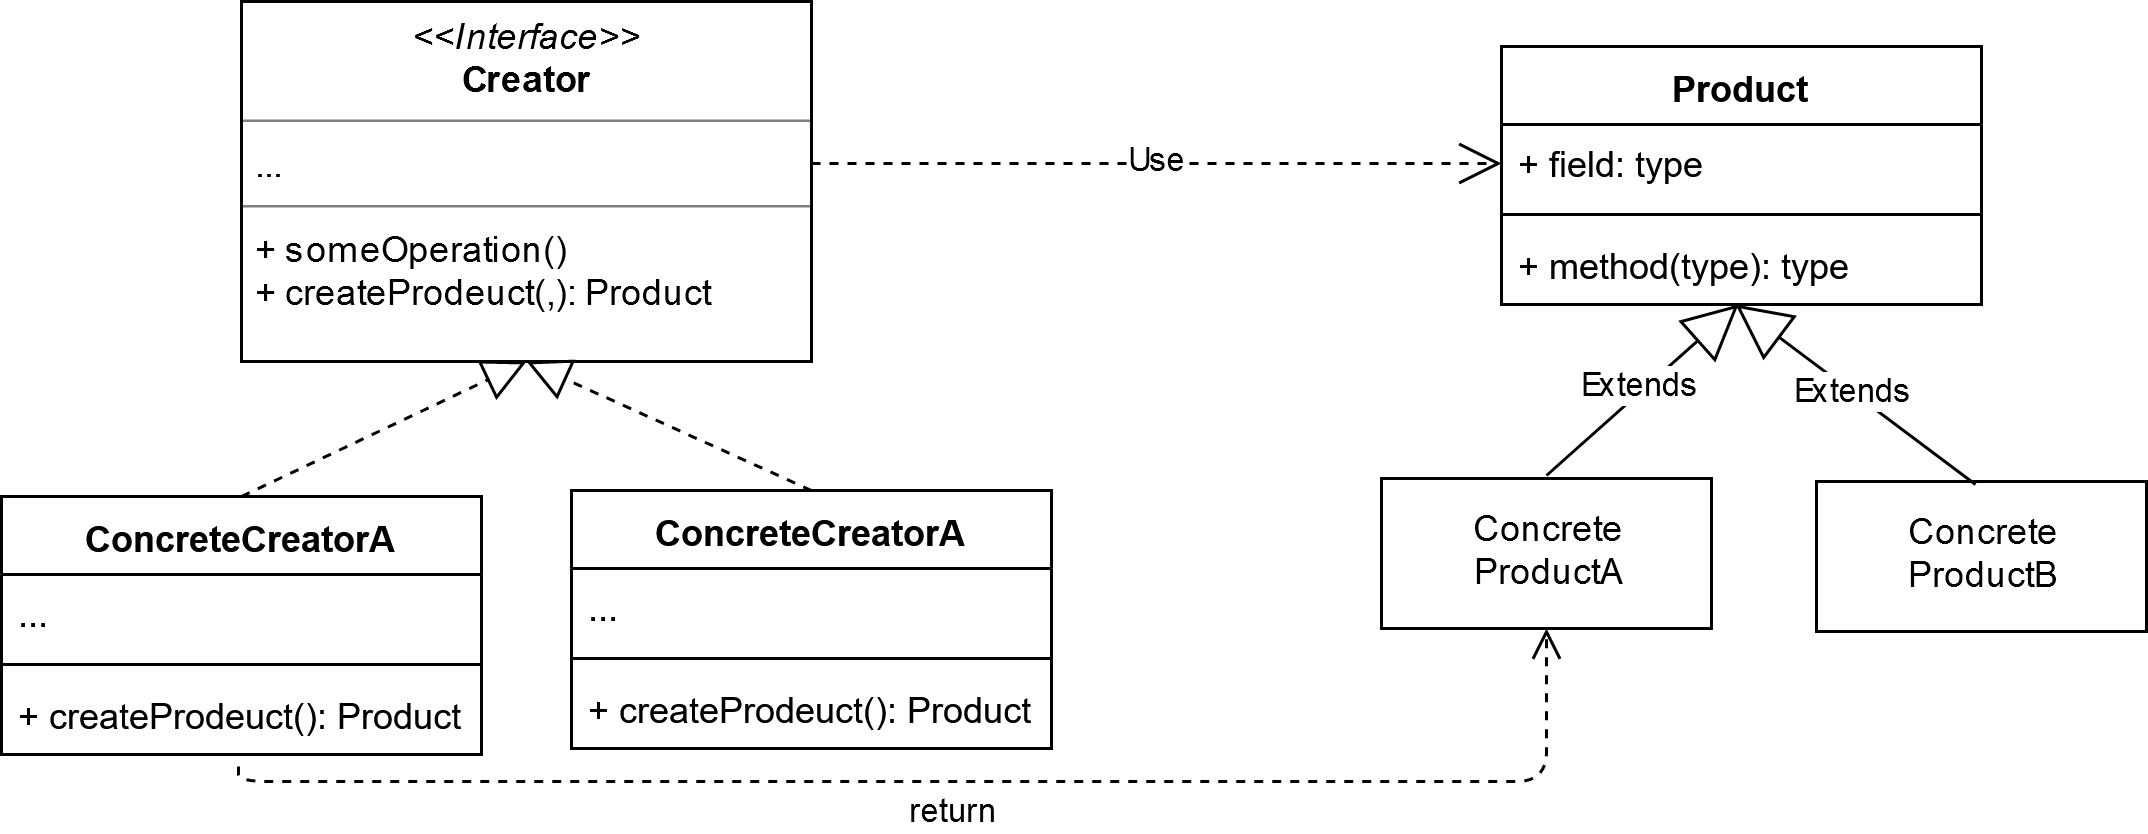 <<Interface>>
Creator
...
+ someOperation()
+ createProdeuct(,): Product
Use
Product
+ field: type
+ method(type): type
Extends
Extends
ConcreteCreatorA
...
+ createProdeuct(): Product
ConcreteCreatorA
...
+ createProdeuct(): Product
Concrete
ProductA
Concrete
ProductB
return